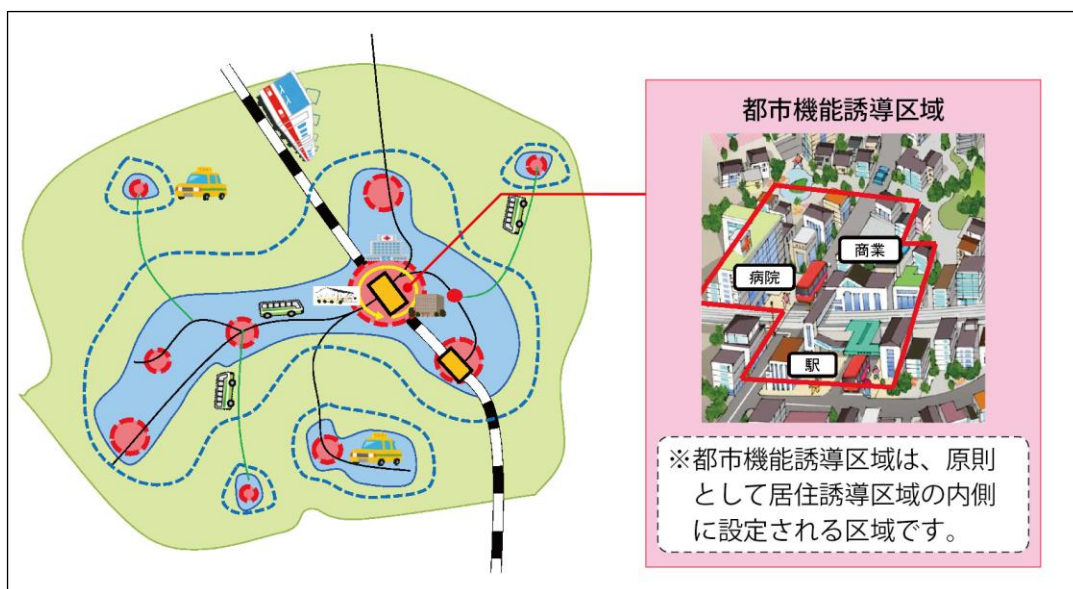 都市機能誘導区域
商業
病院
駅
※都市機能誘導区域は、原則
として居住誘導区域の内側
に設定される区域です。